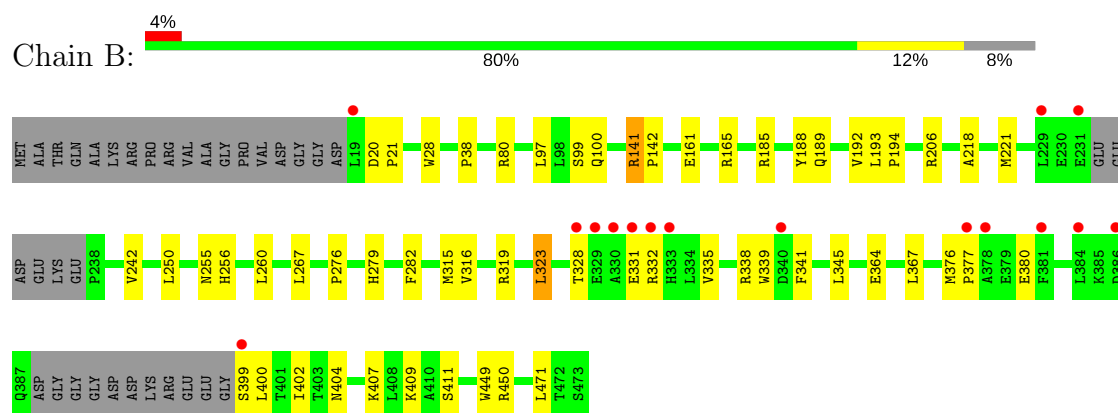 4%
Chain B:
80% 12% 8%
MET ALA THR GLN ALA LYS ARG PRO ARG VAL ALA GLY PRO VAL ASP GLY GLY ASP L19 D20 P21 W28 P38 R80 L97 L98 S99 Q100 R141 P142 E161 R165 R185 Y188 Q189 V192 L193 P194 R206 A218 M221 L229 E230 E231 GLU GLU
ASP GLU LYS GLU P238 V242 L250 N255 H256 L260 L267 P276 H279 F282 M315 V316 R319 L323 T328 E329 A330 E331 R332 H333 L334 V335 R338 W339 D340 F341 L345 E364 L367 M376 P377 A378 E379 E380 F381 L384 K385 P386
Q387 ASP GLY GLY GLY ASP ASP LYS ARG GLU GLU GLY S399 L400 T401 I402 T403 N404 K407 L408 K409 A410 S411 W449 R450 L471 T472 S473